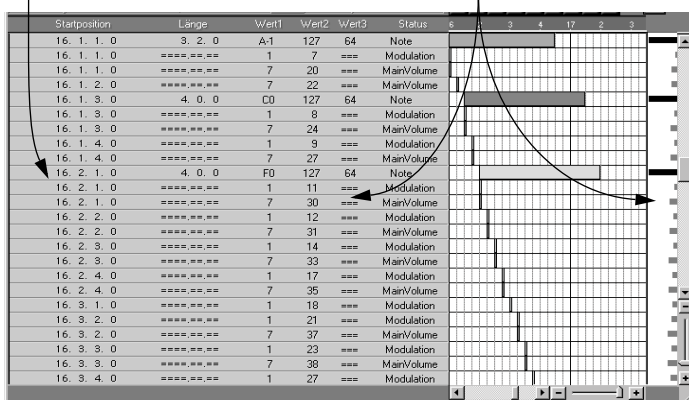 Startposition Länge Wert1 Wert2 Wert3 Status 6 2 3 4 17 2 3
16. 1. 1. 0 3. 2. 0 A-1 127 64 Note
16. 1. 1. 0 ====.==.== 1 7 === Modulation
16. 1. 1. 0 ====.==.== 7 20 === MainVolume
16. 1. 2. 0 ====.==.== 7 22 === MainVolume
16. 1. 3. 0 4. 0. 0 C0 127 64 Note
16. 1. 3. 0 ====.==.== 1 8 === Modulation
16. 1. 3. 0 ====.==.== 7 24 === MainVolume
16. 1. 4. 0 ====.==.== 1 9 === Modulation
16. 1. 4. 0 ====.==.== 7 27 === MainVolume
16. 2. 1. 0 4. 0. 0 F0 127 64 Note
16. 2. 1. 0 ====.==.== 1 11 === Modulation
16. 2. 1. 0 ====.==.== 7 30 === MainVolume
16. 2. 2. 0 ====.==.== 1 12 === Modulation
16. 2. 2. 0 ====.==.== 7 31 === MainVolume
16. 2. 3. 0 ====.==.== 1 14 === Modulation
16. 2. 3. 0 ====.==.== 7 33 === MainVolume
16. 2. 4. 0 ====.==.== 1 17 === Modulation
16. 2. 4. 0 ====.==.== 7 35 === MainVolume
16. 3. 1. 0 ====.==.== 1 18 === Modulation
16. 3. 2. 0 ====.==.== 1 21 === Modulation
16. 3. 2. 0 ====.==.== 7 37 === MainVolume
16. 3. 3. 0 ====.==.== 1 23 === Modulation
16. 3. 3. 0 ====.==.== 7 38 === MainVolume
16. 3. 4. 0 ====.==.== 1 27 === Modulation